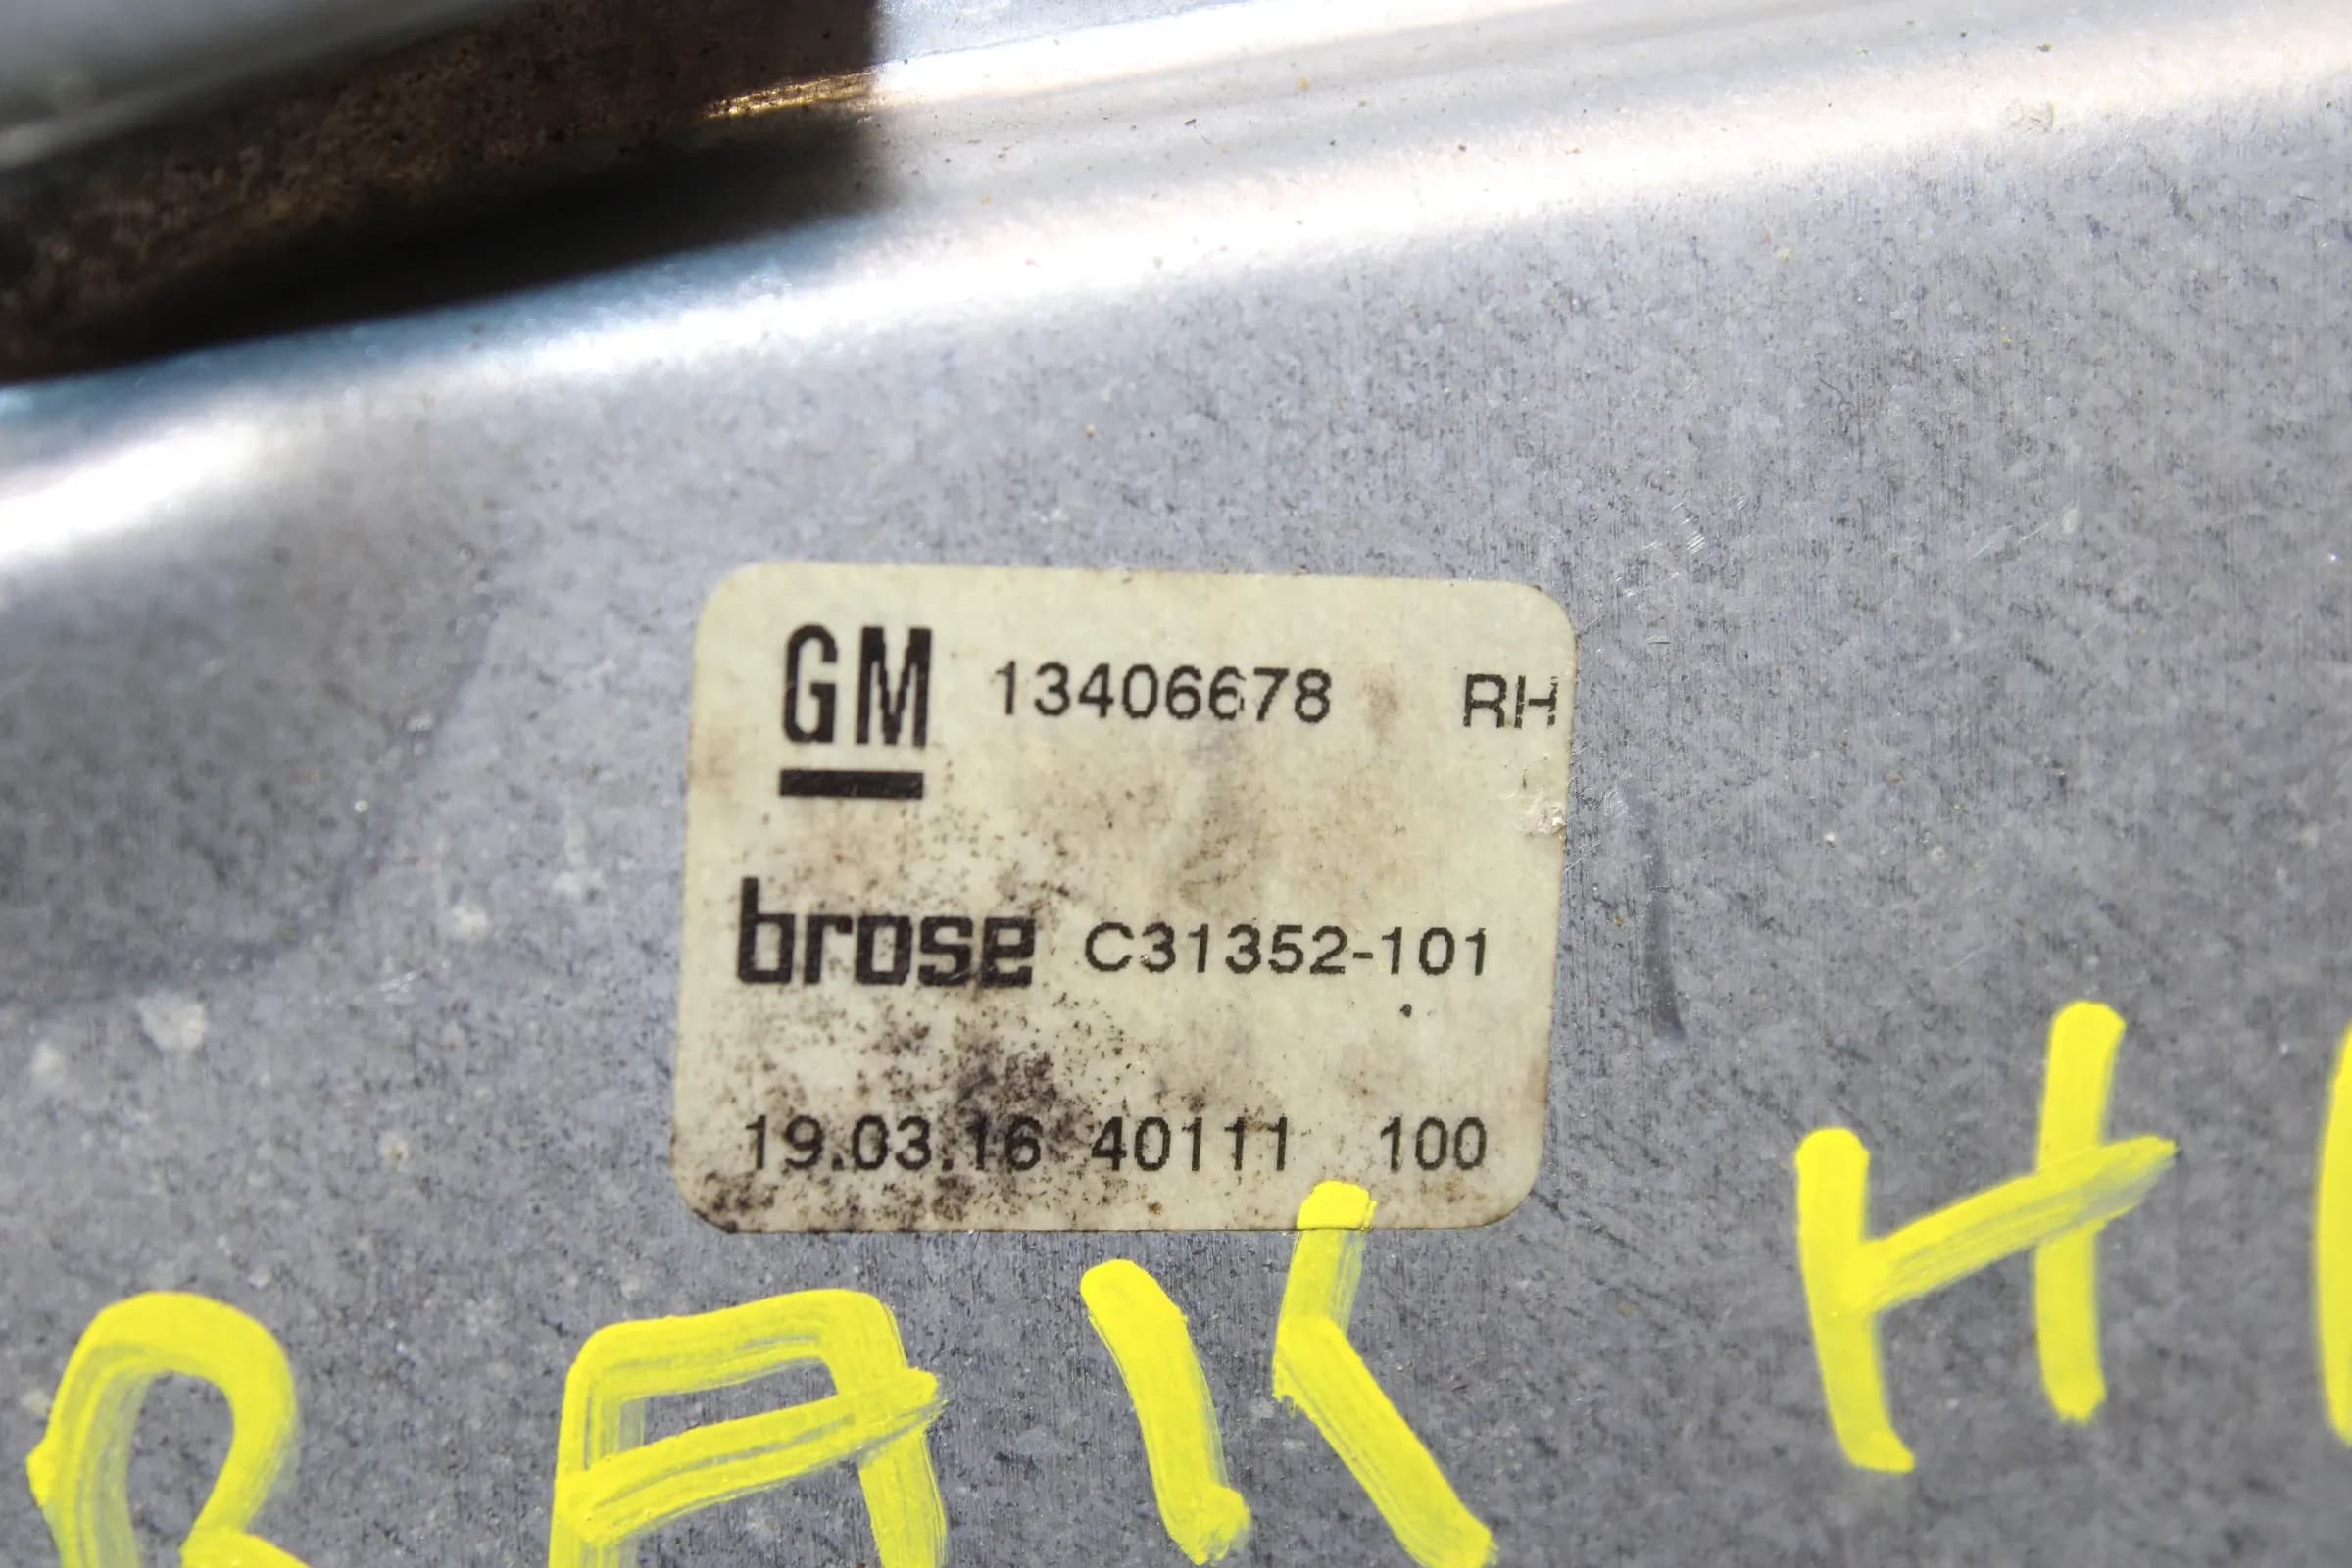 GM 13406678 RH
brose C31352-101
19.03.16 40111 100